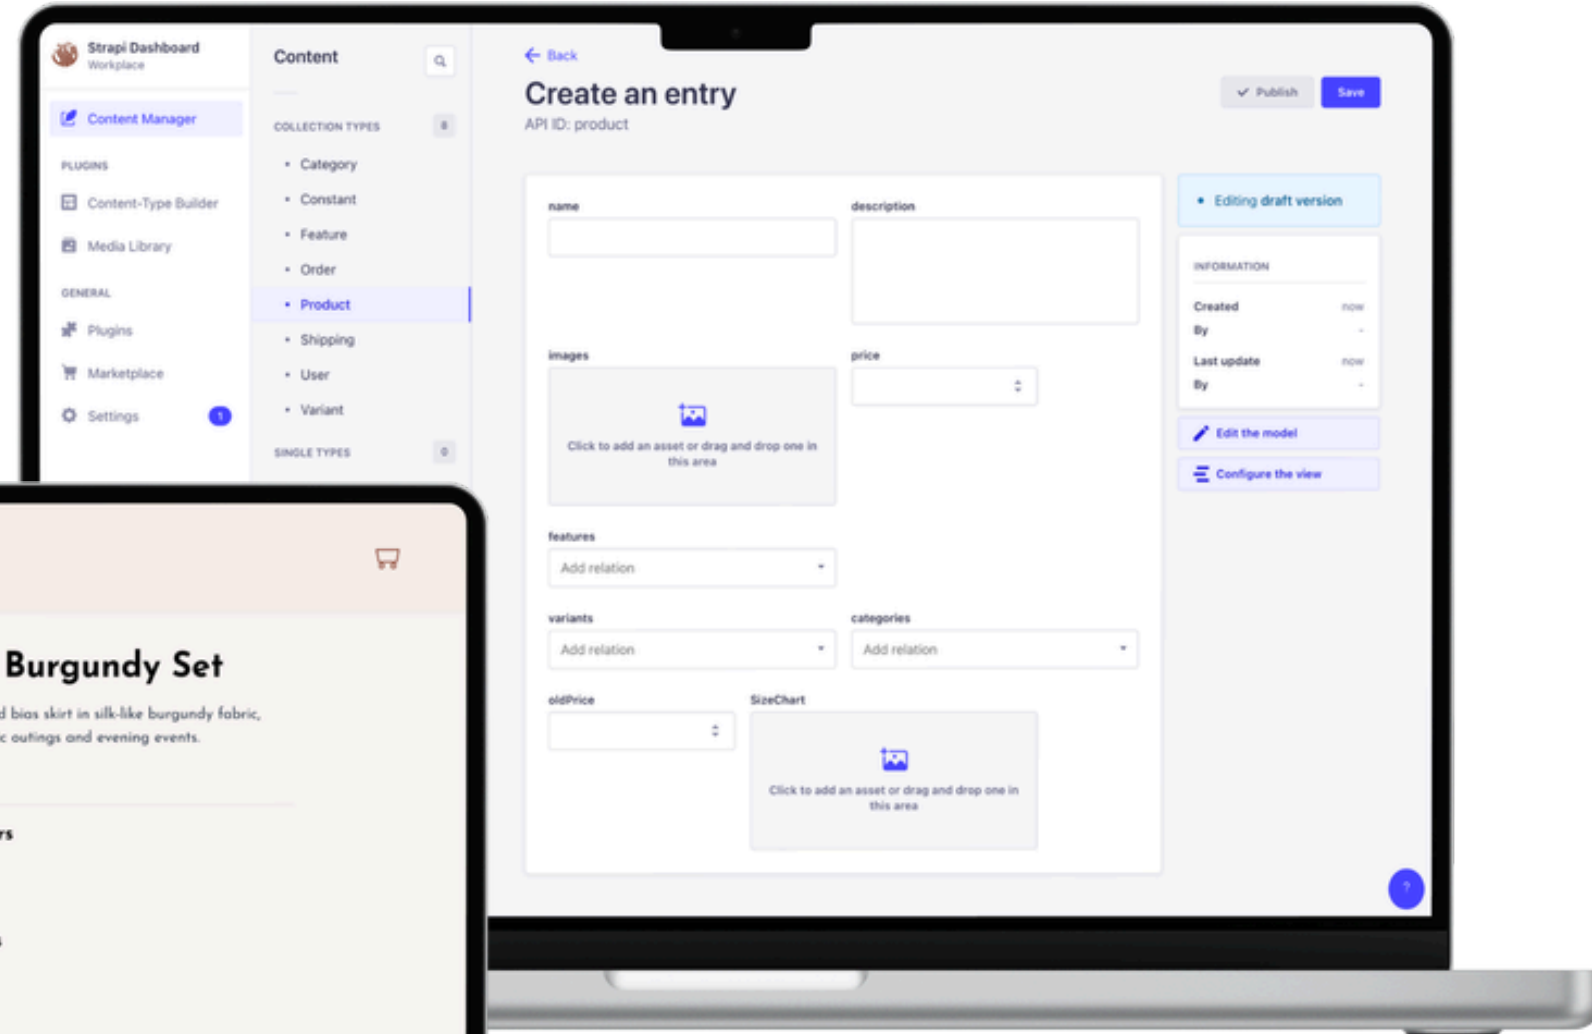 Strapi Dashboard
Workplace
Content Manager
PLUGINS
Content-Type Builder
Media Library
GENERAL
Plugins
Marketplace
Settings
1
Content
COLLECTION TYPES
8
Category
Constant
Feature
Order
Product
Shipping
User
Variant
SINGLE TYPES
0
Back
Create an entry
API ID: product
Publish
Save
name
description
images
Click to add an asset or drag and drop one in
this area
price
features
Add relation
variants
Add relation
categories
Add relation
oldPrice
SizeChart
Click to add an asset or drag and drop one in
this area
Editing draft version
INFORMATION
Created
now
By
-
Last update
now
By
-
Edit the model
Configure the view
?
Burgundy Set
bias skirt in silk-like burgundy fabric,
outings and evening events.